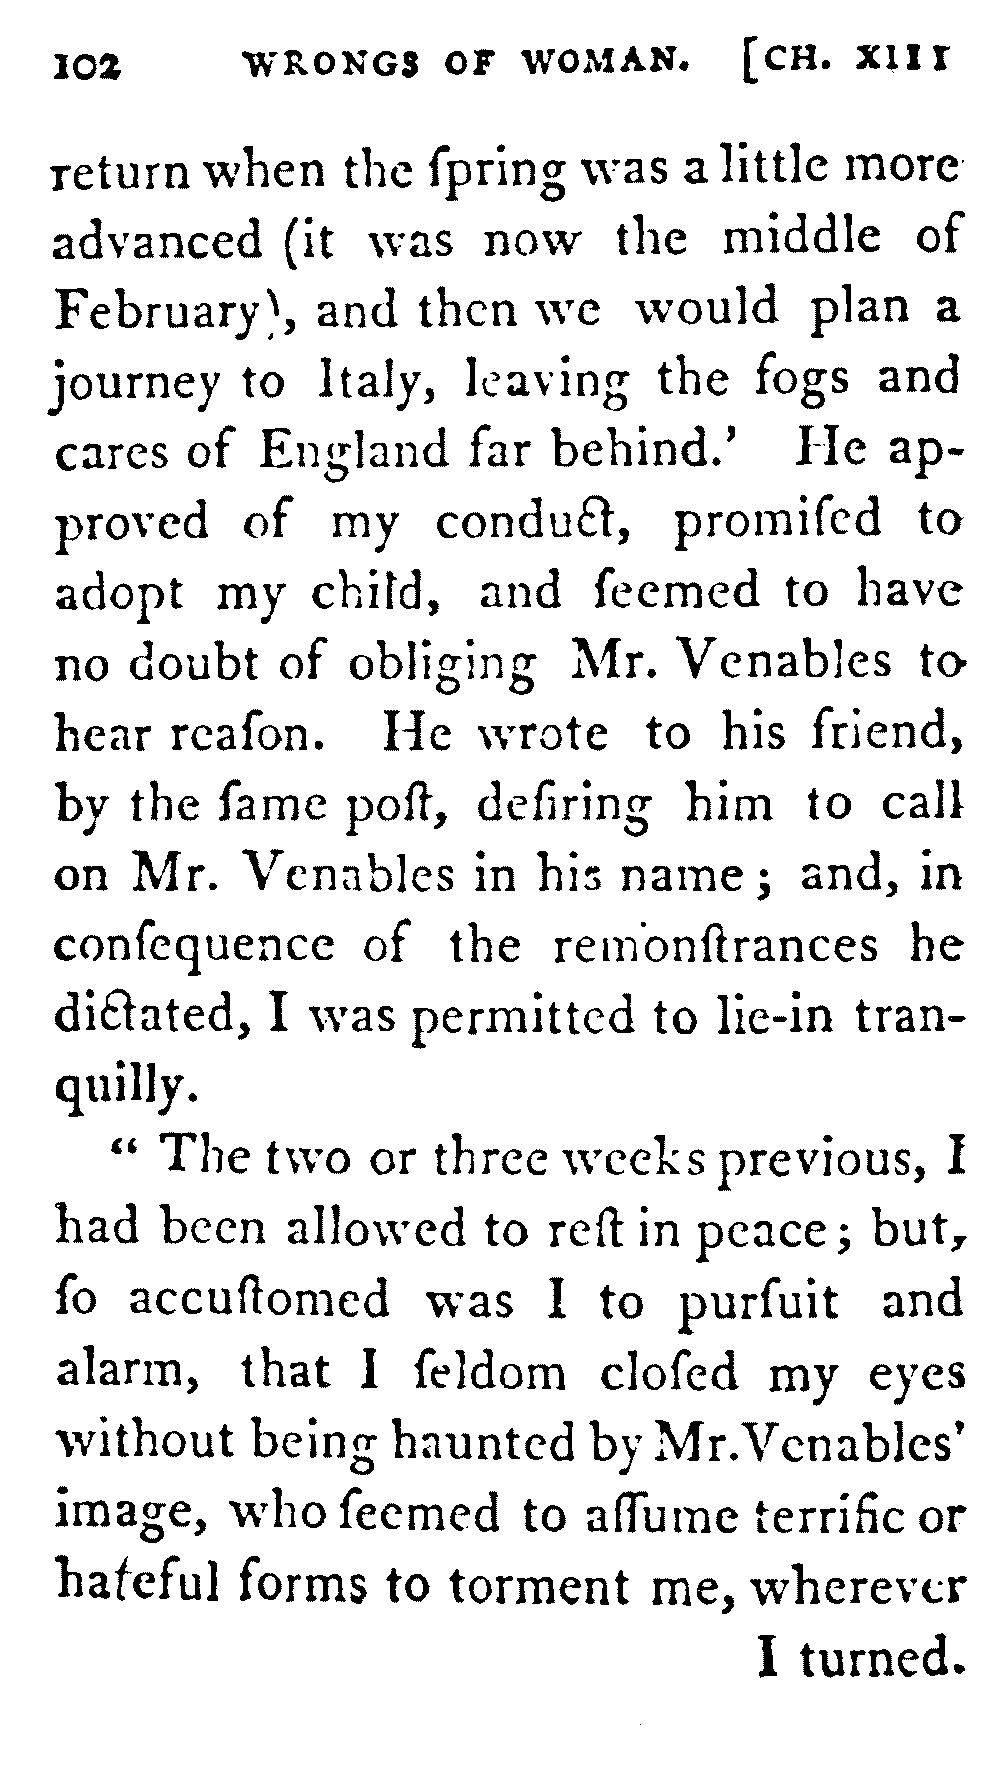 102 WRONGS OF WOMAN. [CH. XIII
return when the ſpring was a little more
advanced (it was now the middle of
February), and then we would plan a
journey to Italy, leaving the fogs and
cares of England far behind.’ He ap-
proved of my conduct, promiſed to
adopt my child, and ſeemed to have
no doubt of obliging Mr. Venables to
hear reaſon. He wrote to his friend,
by the ſame poſt, deſiring him to call
on Mr. Venables in his name; and, in
conſequence of the remonſtrances he
dictated, I was permitted to lie-in tran-
quilly.
“ The two or three weeks previous, I
had been allowed to reſt in peace; but,
ſo accuſtomed was I to purſuit and
alarm, that I ſeldom cloſed my eyes
without being haunted by Mr. Venables’
image, who ſeemed to aſſume terrific or
hateful forms to torment me, wherever
I turned.